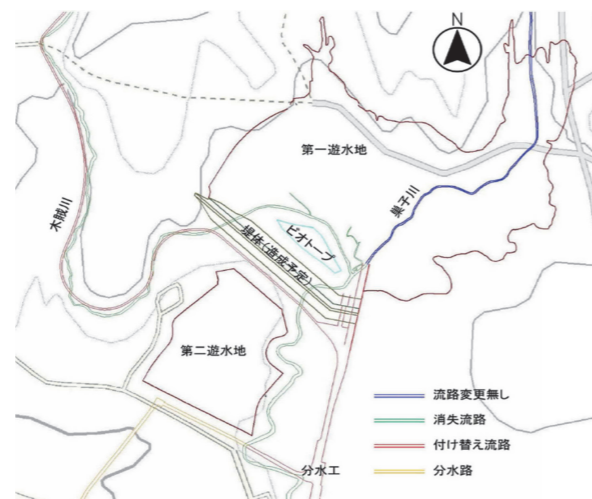 N
第一遊水地
巣子川
木賊川
ビオトープ
堤体(造成予定)
第二遊水地
分水工
流路変更無し
消失流路
付け替え流路
分水路